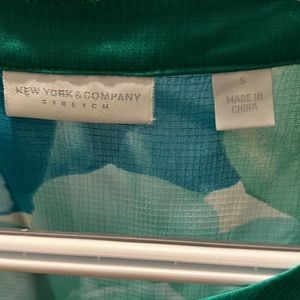 NEW YORK & COMPANY
STRETCH
S
MADE IN
CHINA